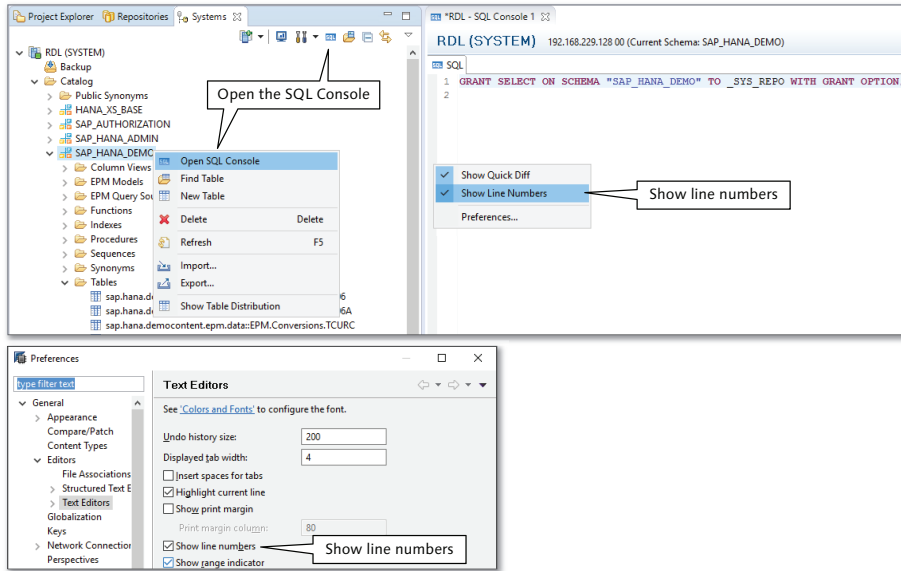 Project Explorer Repositories Systems
RDL (SYSTEM)
Backup
Catalog
Public Synonyms
HANA_XS_BASE
SAP_AUTHORIZATION
SAP_HANA_ADMIN
SAP_HANA_DEMO
Column Views
EPM Models
EPM Query Sou
Functions
Indexes
Procedures
Sequences
Synonyms
Tables
sap.hana.d
6
sap.hana.d
6A
sap.hana.democontent.epm.data::EPM.Conversions.TCURC
Open the SQL Console
Open SQL Console
Find Table
New Table
Delete Delete
Refresh F5
Import...
Export...
Show Table Distribution
*RDL - SQL Console 1
RDL (SYSTEM) 192.168.229.128 00 (Current Schema: SAP_HANA_DEMO)
SQL
1 GRANT SELECT ON SCHEMA "SAP_HANA_DEMO" TO _SYS_REPO WITH GRANT OPTION
2
Show Quick Diff
Show Line Numbers
Preferences...
Show line numbers
Preferences
type filter text
General
Appearance
Compare/Patch
Content Types
Editors
File Associations
Structured Text E
Text Editors
Globalization
Keys
Network Connection
Perspectives
Text Editors
See 'Colors and Fonts' to configure the font.
Undo history size: 200
Displayed tab width: 4
Insert spaces for tabs
Highlight current line
Show print margin
Print margin column: 80
Show line numbers
Show range indicator
Show line numbers